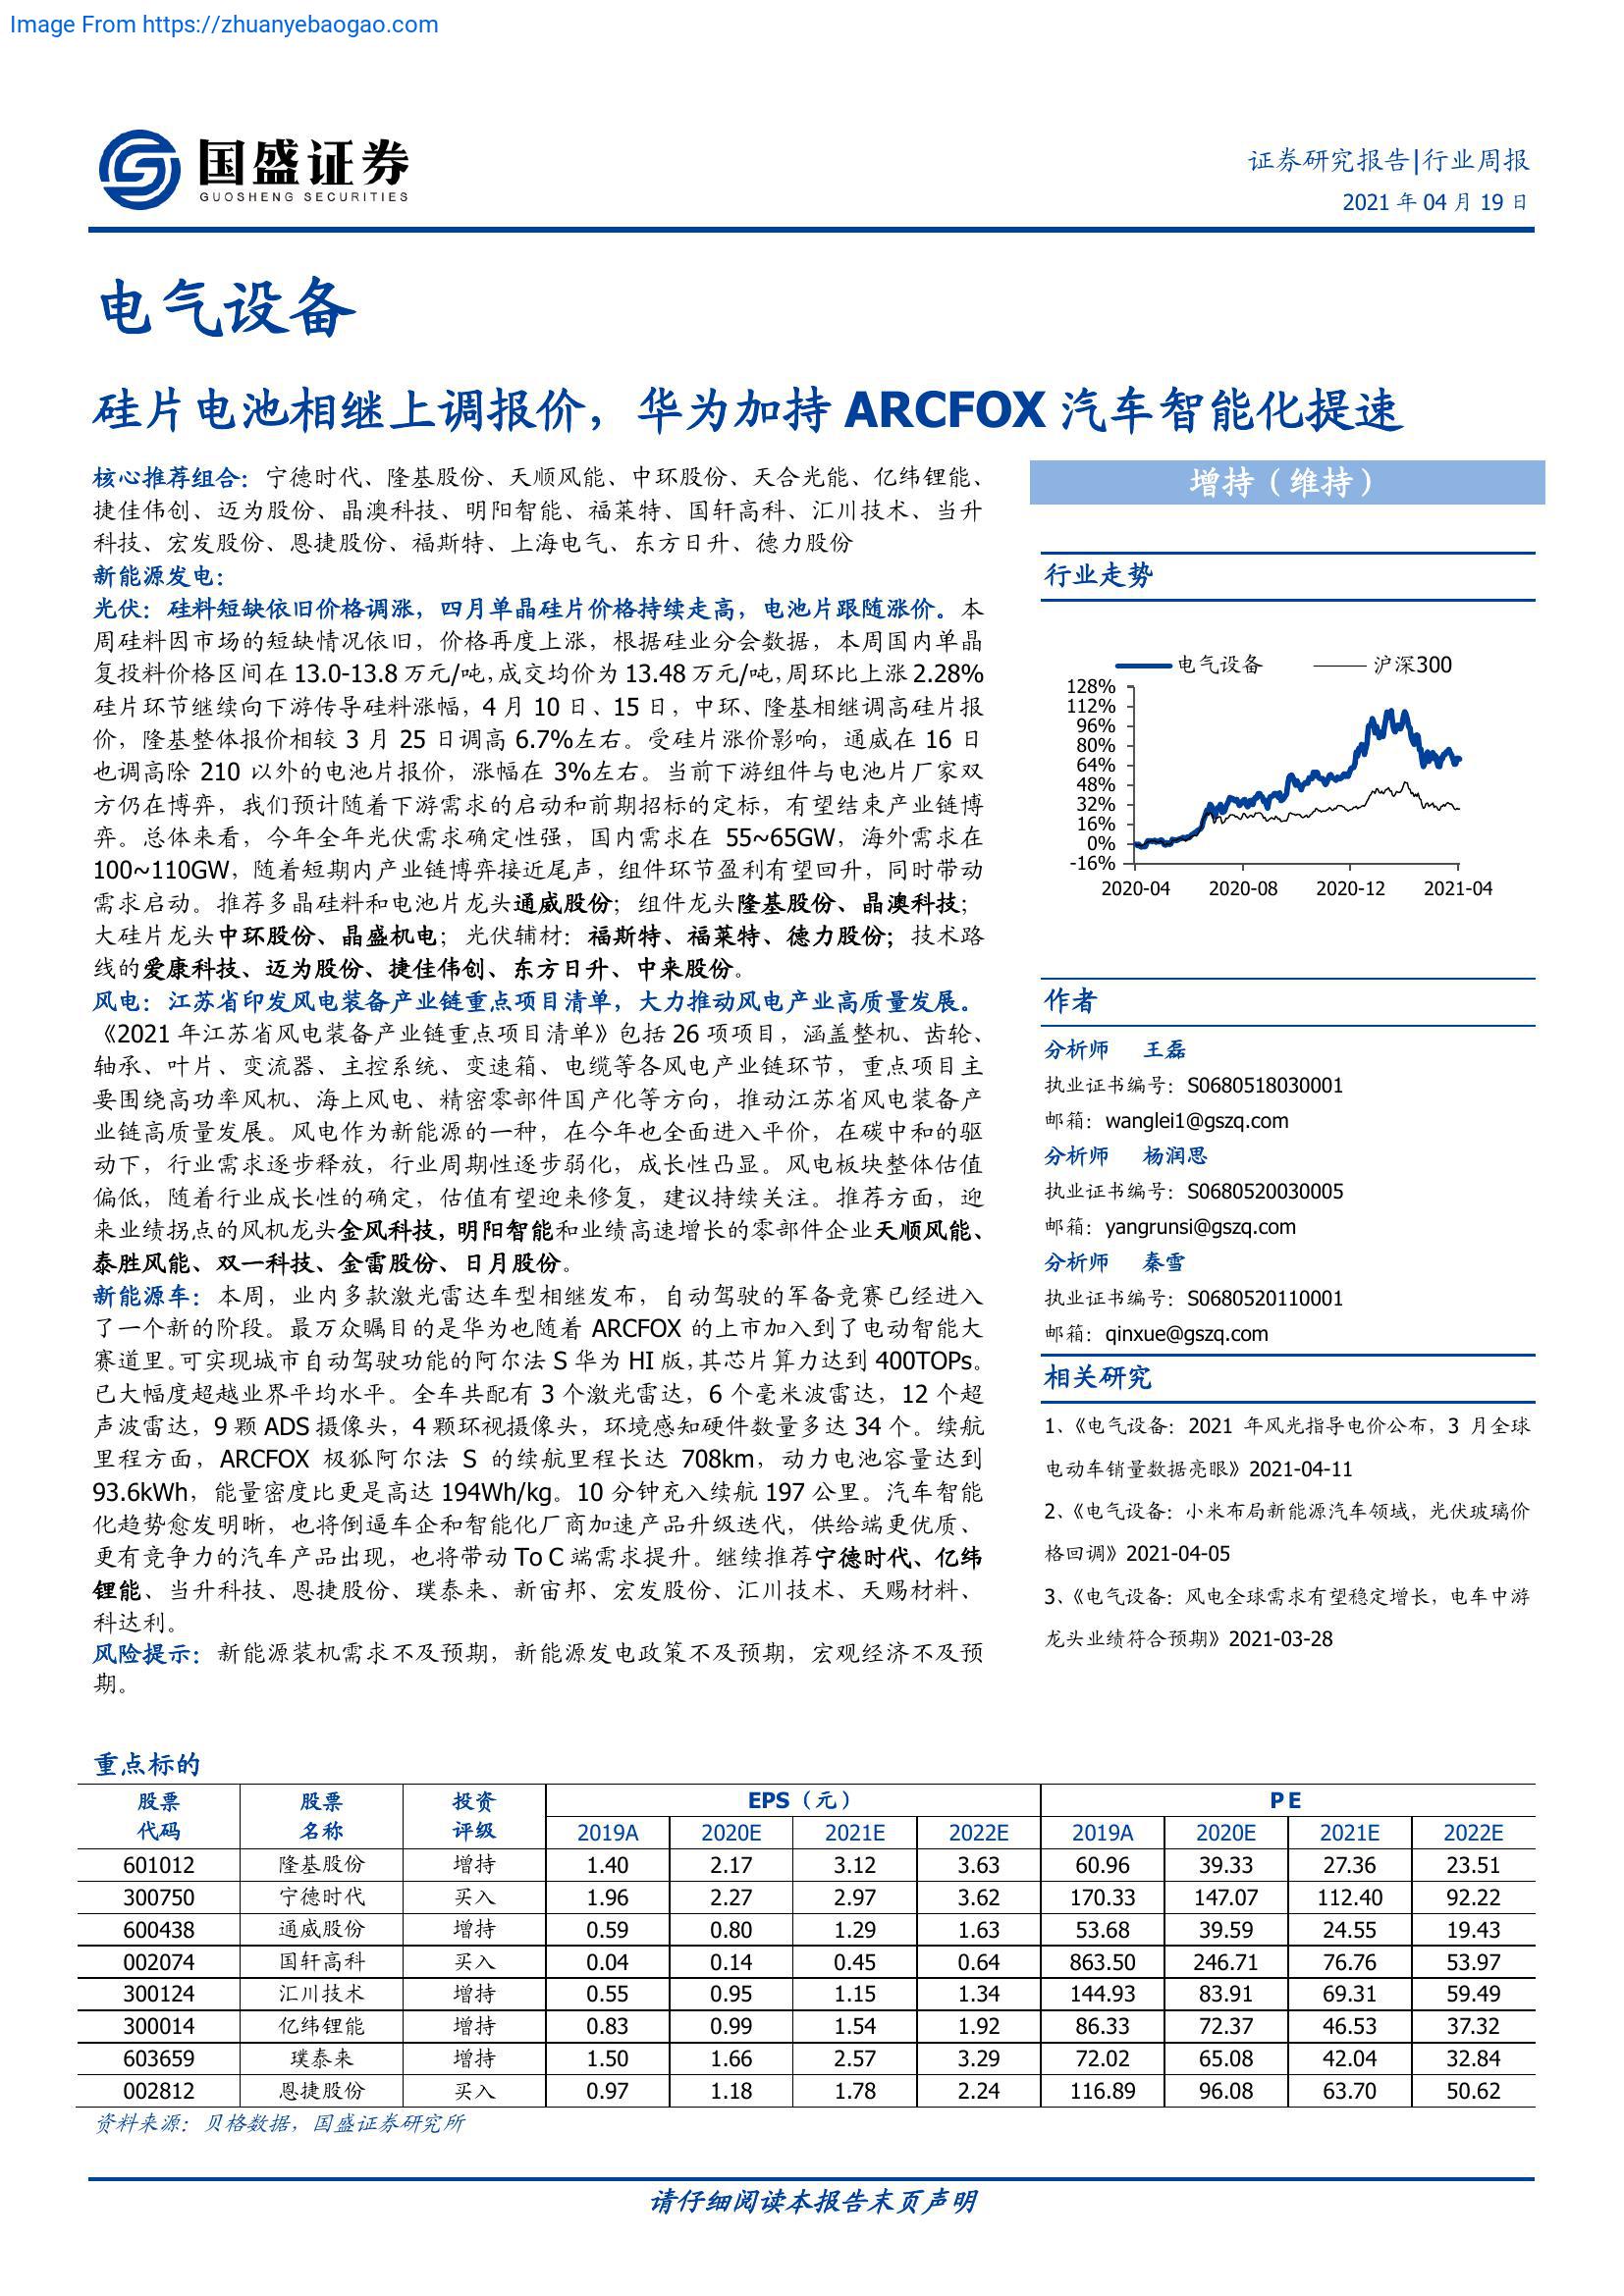 Image From https://zhuanyebaogao.com
国盛证券
GUOSHENG SECURITIES
证券研究报告|行业周报
2021 年 04 月 19 日
电气设备
硅片电池相继上调报价，华为加持 ARCFOX 汽车智能化提速
核心推荐组合：宁德时代、隆基股份、天顺风能、中环股份、天合光能、亿纬锂能、
捷佳伟创、迈为股份、晶澳科技、明阳智能、福莱特、国轩高科、汇川技术、当升
科技、宏发股份、恩捷股份、福斯特、上海电气、东方日升、德力股份
新能源发电：
光伏：硅料短缺依旧价格调涨，四月单晶硅片价格持续走高，电池片跟随涨价。本
周硅料因市场的短缺情况依旧，价格再度上涨，根据硅业分会数据，本周国内单晶
复投料价格区间在 13.0-13.8 万元/吨，成交均价为 13.48 万元/吨，周环比上涨 2.28%
硅片环节继续向下游传导硅料涨幅，4 月 10 日、15 日，中环、隆基相继调高硅片报
价，隆基整体报价相较 3 月 25 日调高 6.7%左右。受硅片涨价影响，通威在 16 日
也调高除 210 以外的电池片报价，涨幅在 3%左右。当前下游组件与电池片厂家双
方仍在博弈，我们预计随着下游需求的启动和前期招标的定标，有望结束产业链博
弈。总体来看，今年全年光伏需求确定性强，国内需求在 55~65GW，海外需求在
100~110GW，随着短期内产业链博弈接近尾声，组件环节盈利有望回升，同时带动
需求启动。推荐多晶硅料和电池片龙头通威股份；组件龙头隆基股份、晶澳科技；
大硅片龙头中环股份、晶盛机电；光伏辅材：福斯特、福莱特、德力股份；技术路
线的爱康科技、迈为股份、捷佳伟创、东方日升、中来股份。
风电：江苏省印发风电装备产业链重点项目清单，大力推动风电产业高质量发展。
《2021 年江苏省风电装备产业链重点项目清单》包括 26 项项目，涵盖整机、齿轮、
轴承、叶片、变流器、主控系统、变速箱、电缆等各风电产业链环节，重点项目主
要围绕高功率风机、海上风电、精密零部件国产化等方向，推动江苏省风电装备产
业链高质量发展。风电作为新能源的一种，在今年也全面进入平价，在碳中和的驱
动下，行业需求逐步释放，行业周期性逐步弱化，成长性凸显。风电板块整体估值
偏低，随着行业成长性的确定，估值有望迎来修复，建议持续关注。推荐方面，迎
来业绩拐点的风机龙头金风科技，明阳智能和业绩高速增长的零部件企业天顺风能、
泰胜风能、双一科技、金雷股份、日月股份。
新能源车：本周，业内多款激光雷达车型相继发布，自动驾驶的军备竞赛已经进入
了一个新的阶段。最万众瞩目的是华为也随着 ARCFOX 的上市加入到了电动智能大
赛道里。可实现城市自动驾驶功能的阿尔法 S 华为 HI 版，其芯片算力达到 400TOPs。
已大幅度超越业界平均水平。全车共配有 3 个激光雷达，6 个毫米波雷达，12 个超
声波雷达，9 颗 ADS 摄像头，4 颗环视摄像头，环境感知硬件数量多达 34 个。续航
里程方面，ARCFOX 极狐阿尔法 S 的续航里程长达 708km，动力电池容量达到
93.6kWh，能量密度比更是高达 194Wh/kg。10 分钟充入续航 197 公里。汽车智能
化趋势愈发明晰，也将倒逼车企和智能化厂商加速产品升级迭代，供给端更优质、
更有竞争力的汽车产品出现，也将带动 To C 端需求提升。继续推荐宁德时代、亿纬
锂能、当升科技、恩捷股份、璞泰来、新宙邦、宏发股份、汇川技术、天赐材料、
科达利。
风险提示：新能源装机需求不及预期，新能源发电政策不及预期，宏观经济不及预
期。
增持（维持）
行业走势
电气设备 沪深300
128%
112%
96%
80%
64%
48%
32%
16%
0%
-16%
2020-04 2020-08 2020-12 2021-04
作者
分析师 王磊
执业证书编号：S0680518030001
邮箱：wanglei1@gszq.com
分析师 杨润思
执业证书编号：S0680520030005
邮箱：yangrunsi@gszq.com
分析师 秦雪
执业证书编号：S0680520110001
邮箱：qinxue@gszq.com
相关研究
1、《电气设备：2021 年风光指导电价公布，3 月全球
电动车销量数据亮眼》2021-04-11
2、《电气设备：小米布局新能源汽车领域，光伏玻璃价
格回调》2021-04-05
3、《电气设备：风电全球需求有望稳定增长，电车中游
龙头业绩符合预期》2021-03-28
重点标的
股票 股票 投资 EPS（元） P E
代码 名称 评级 2019A 2020E 2021E 2022E 2019A 2020E 2021E 2022E
601012 隆基股份 增持 1.40 2.17 3.12 3.63 60.96 39.33 27.36 23.51
300750 宁德时代 买入 1.96 2.27 2.97 3.62 170.33 147.07 112.40 92.22
600438 通威股份 增持 0.59 0.80 1.29 1.63 53.68 39.59 24.55 19.43
002074 国轩高科 买入 0.04 0.14 0.45 0.64 863.50 246.71 76.76 53.97
300124 汇川技术 增持 0.55 0.95 1.15 1.34 144.93 83.91 69.31 59.49
300014 亿纬锂能 增持 0.83 0.99 1.54 1.92 86.33 72.37 46.53 37.32
603659 璞泰来 增持 1.50 1.66 2.57 3.29 72.02 65.08 42.04 32.84
002812 恩捷股份 买入 0.97 1.18 1.78 2.24 116.89 96.08 63.70 50.62
资料来源：贝格数据，国盛证券研究所
请仔细阅读本报告末页声明